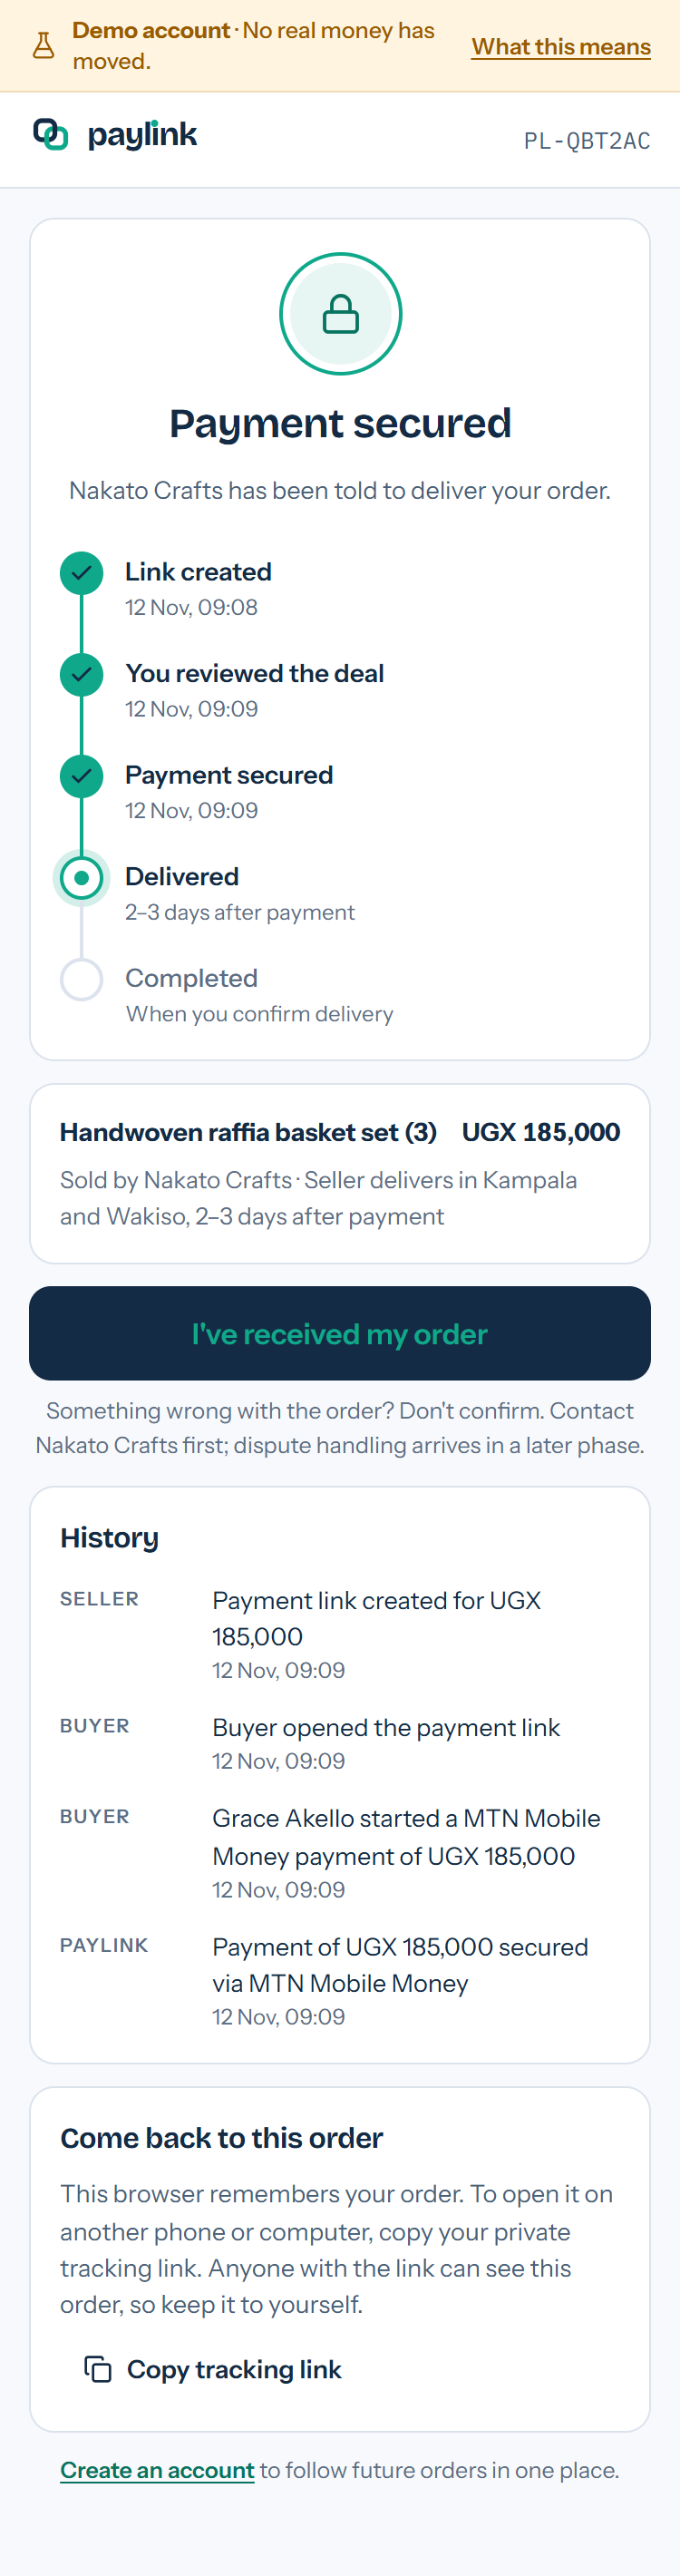 Demo account · No real money has
moved.
What this means
paylink
PL-QBT2AC
Payment secured
Nakato Crafts has been told to deliver your order.
Link created
12 Nov, 09:08
You reviewed the deal
12 Nov, 09:09
Payment secured
12 Nov, 09:09
Delivered
2–3 days after payment
Completed
When you confirm delivery
Handwoven raffia basket set (3) UGX 185,000
Sold by Nakato Crafts · Seller delivers in Kampala
and Wakiso, 2–3 days after payment
I've received my order
Something wrong with the order? Don't confirm. Contact
Nakato Crafts first; dispute handling arrives in a later phase.
History
SELLER
Payment link created for UGX
185,000
12 Nov, 09:09
BUYER
Buyer opened the payment link
12 Nov, 09:09
BUYER
Grace Akello started a MTN Mobile
Money payment of UGX 185,000
12 Nov, 09:09
PAYLINK
Payment of UGX 185,000 secured
via MTN Mobile Money
12 Nov, 09:09
Come back to this order
This browser remembers your order. To open it on
another phone or computer, copy your private
tracking link. Anyone with the link can see this
order, so keep it to yourself.
Copy tracking link
Create an account to follow future orders in one place.